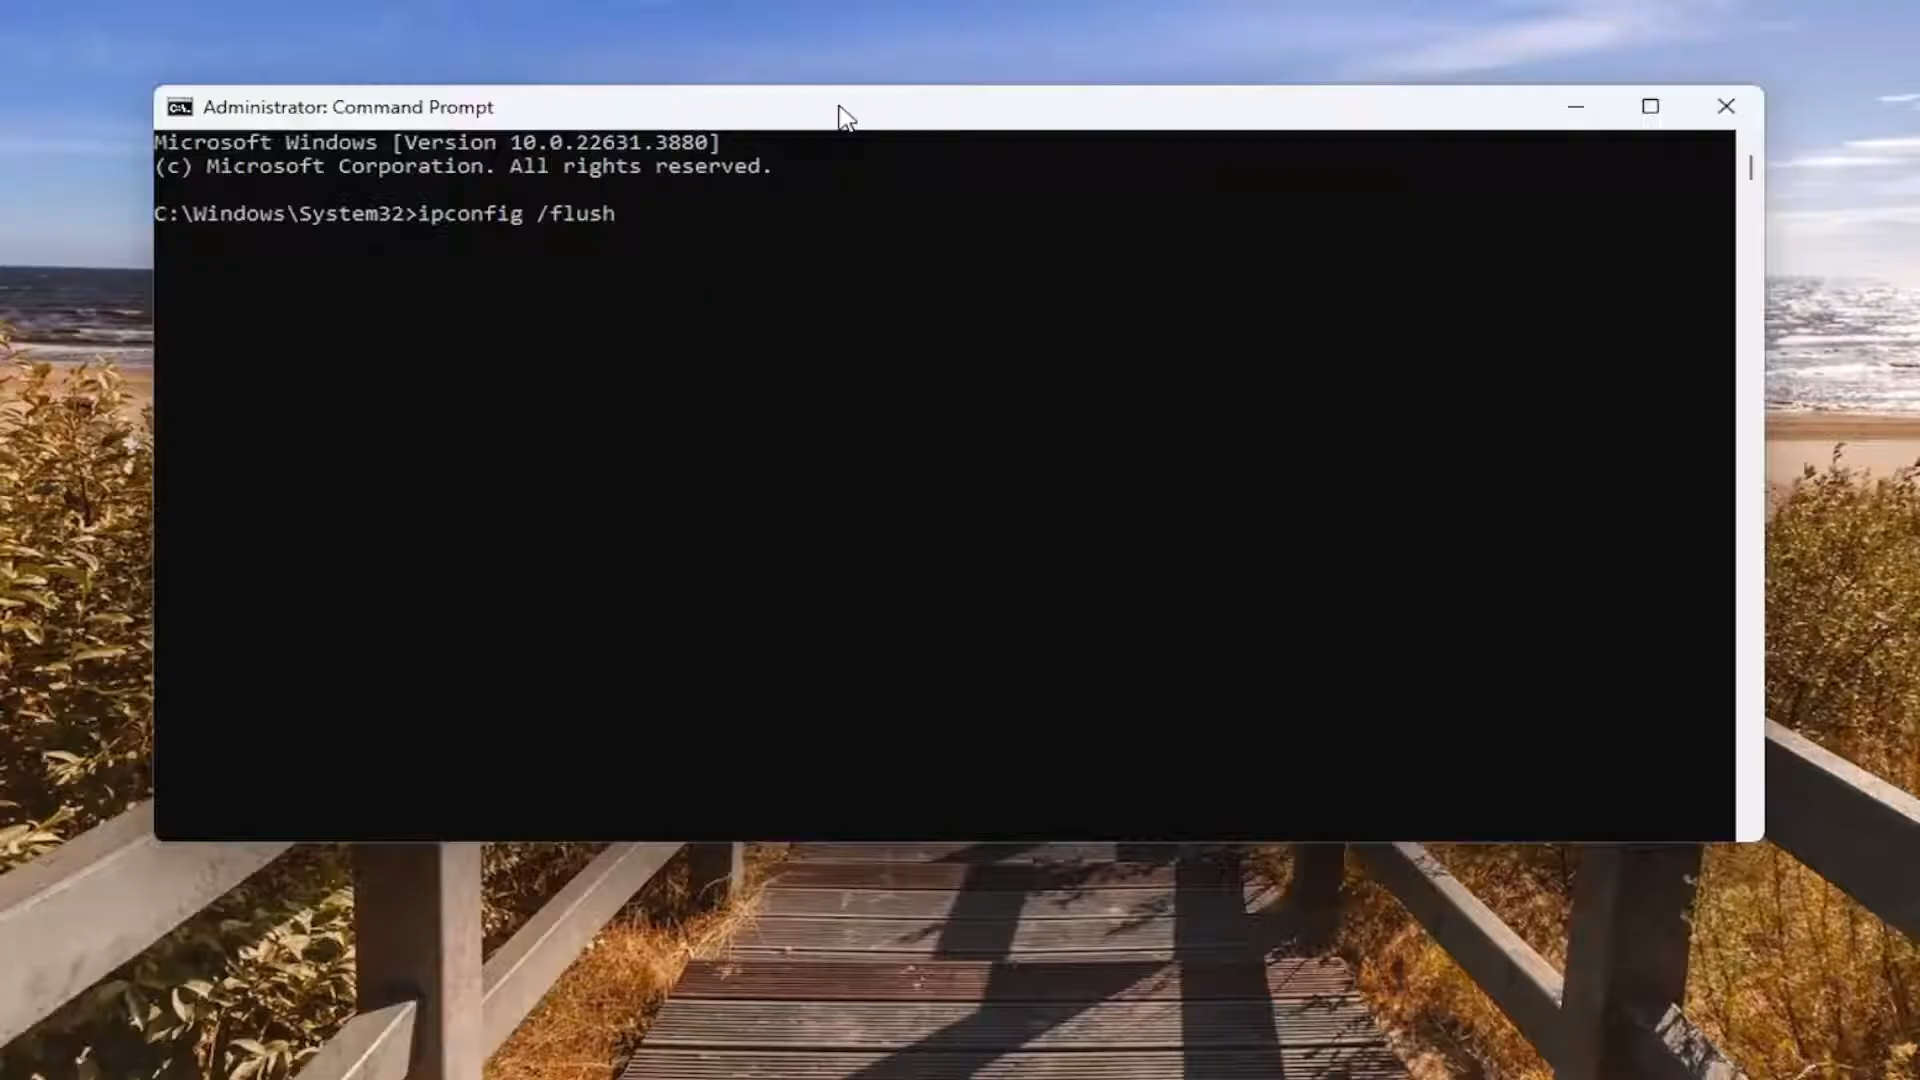 Administrator: Command Prompt
Microsoft Windows [Version 10.0.22631.3880]
(c) Microsoft Corporation. All rights reserved.
C:\Windows\System32>ipconfig /flush